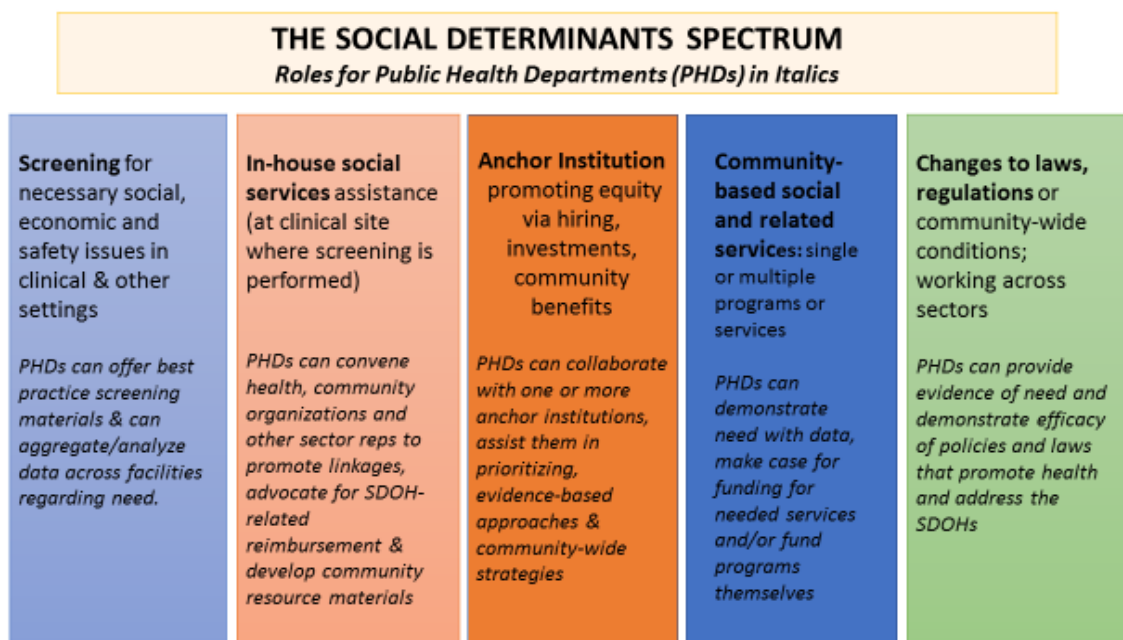 THE SOCIAL DETERMINANTS SPECTRUM
Roles for Public Health Departments (PHDs) in Italics
Screening for
necessary social,
economic and
safety issues in
clinical & other
settings
PHDs can offer best
practice screening
materials & can
aggregate/analyze
data across facilities
regarding need.
In-house social
services assistance
(at clinical site
where screening is
performed)
PHDs can convene
health, community
organizations and
other sector reps to
promote linkages,
advocate for SDOH-
related
reimbursement &
develop community
resource materials
Anchor Institution
promoting equity
via hiring,
investments,
community
benefits
PHDs can collaborate
with one or more
anchor institutions,
assist them in
prioritizing,
evidence-based
approaches &
community-wide
strategies
Community-
based social
and related
services: single
or multiple
programs or
services
PHDs can
demonstrate
need with data,
make case for
funding for
needed services
and/or fund
programs
themselves
Changes to laws,
regulations or
community-wide
conditions;
working across
sectors
PHDs can provide
evidence of need and
demonstrate efficacy
of policies and laws
that promote health
and address the
SDOHs